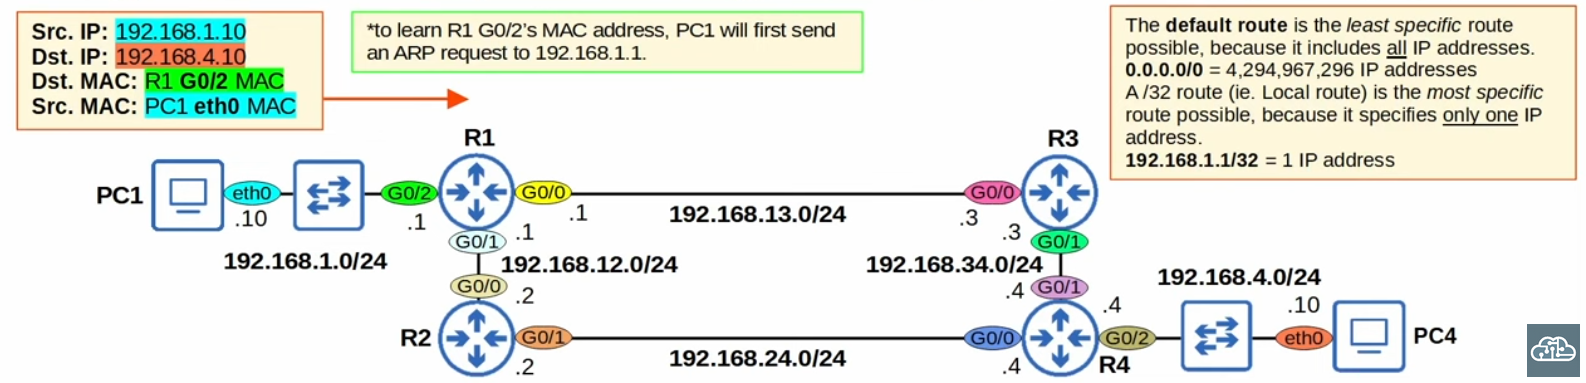 Src. IP: 192.168.1.10
Dst. IP: 192.168.4.10
Dst. MAC: R1 G0/2 MAC
Src. MAC: PC1 eth0 MAC
*to learn R1 G0/2's MAC address, PC1 will first send
an ARP request to 192.168.1.1.
The default route is the least specific route
possible, because it includes all IP addresses.
0.0.0.0/0 = 4,294,967,296 IP addresses
A /32 route (ie. Local route) is the most specific
route possible, because it specifies only one IP
address.
192.168.1.1/32 = 1 IP address
R1
R3
PC1
eth0
G0/2
G0/0
G0/0
.10
.1
.1
.3
192.168.13.0/24
G0/1
.1
.3
G0/1
192.168.1.0/24
192.168.12.0/24
192.168.34.0/24
192.168.4.0/24
G0/0
.2
.4
G0/1
.4
.10
R2
G0/1
G0/0
G0/2
eth0
PC4
.2
192.168.24.0/24
.4
R4